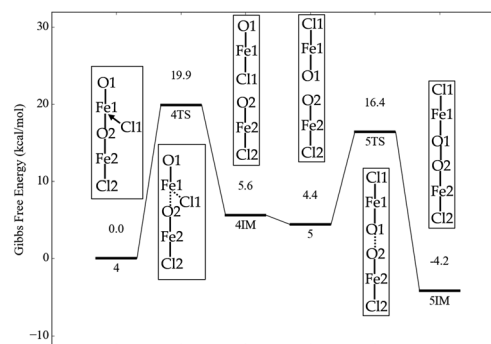 Gibbs Free Energy (kcal/mol)
30
20
10
0
−10
O1
Fe1
Cl1
O2
Fe2
Cl2
0.0
4
19.9
4TS
O1
Fe1
Cl1
O2
Fe2
Cl2
O1
Fe1
Cl1
O2
Fe2
Cl2
5.6
4IM
Cl1
Fe1
O1
O2
Fe2
Cl2
4.4
5
16.4
5TS
Cl1
Fe1
O1
O2
Fe2
Cl2
Cl1
Fe1
O1
O2
Fe2
Cl2
-4.2
5IM